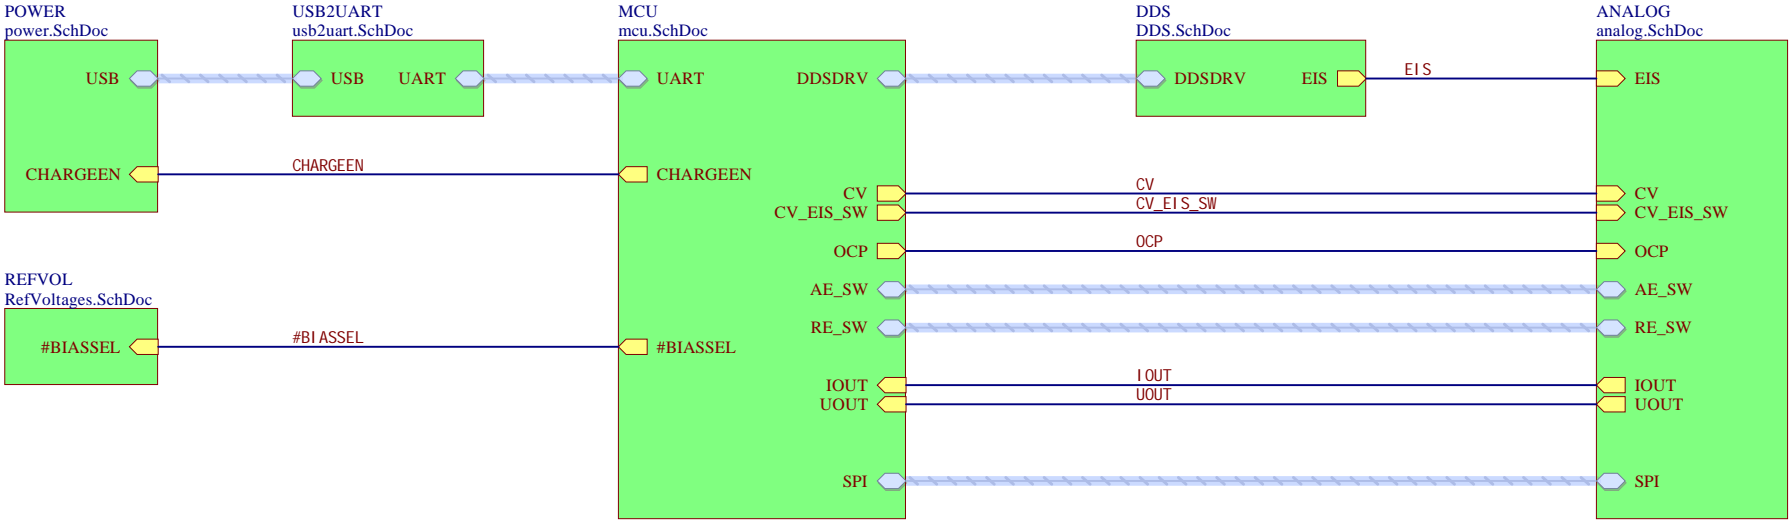 POWER
power.SchDoc
USB
CHARGEEN
USB2UART
usb2uart.SchDoc
USB
UART
CHARGEEN
MCU
mcu.SchDoc
UART
DDSDRV
CHARGEEN
CV
CV_EIS_SW
OCP
AE_SW
RE_SW
#BIASSEL
IOUT
UOUT
SPI
DDS
DDS.SchDoc
DDSDRV
EIS
EIS
CV
CV_EIS_SW
OCP
IOUT
UOUT
ANALOG
analog.SchDoc
EIS
CV
CV_EIS_SW
OCP
AE_SW
RE_SW
IOUT
UOUT
SPI
REFVOL
RefVoltages.SchDoc
#BIASSEL
#BIASSEL